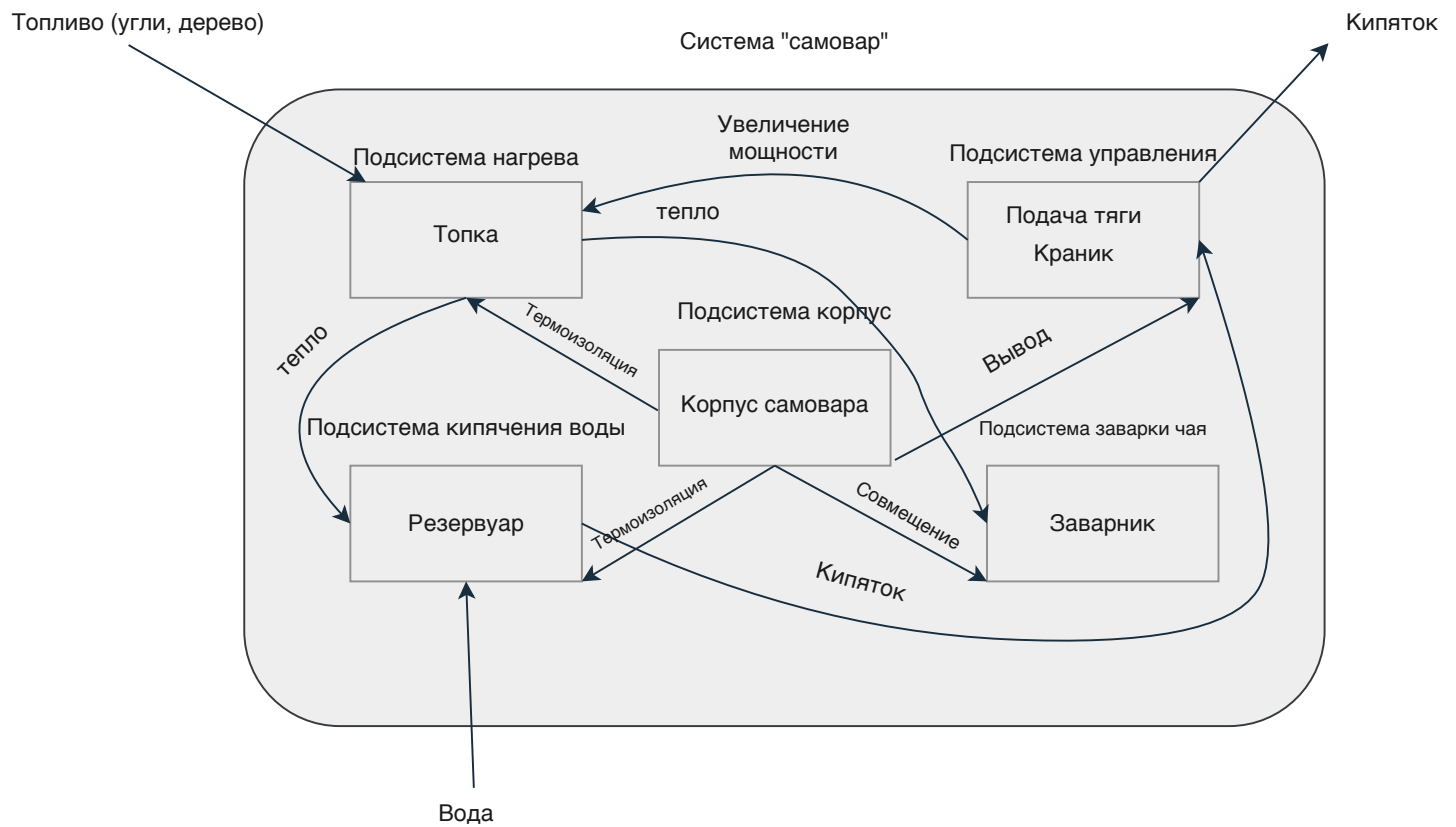 Топливо (угли, дерево)
Кипяток
Система "самовар"
Увеличение
мощности
Подсистема нагрева
Подсистема управления
тепло
Топка
Подача тяги
Краник
Термоизоляция
Подсистема корпус
тепло
Вывод
Корпус самовара
Подсистема кипячения воды
Подсистема заварки чая
Термоизоляция
Совмещение
Резервуар
Заварник
Кипяток
Вода